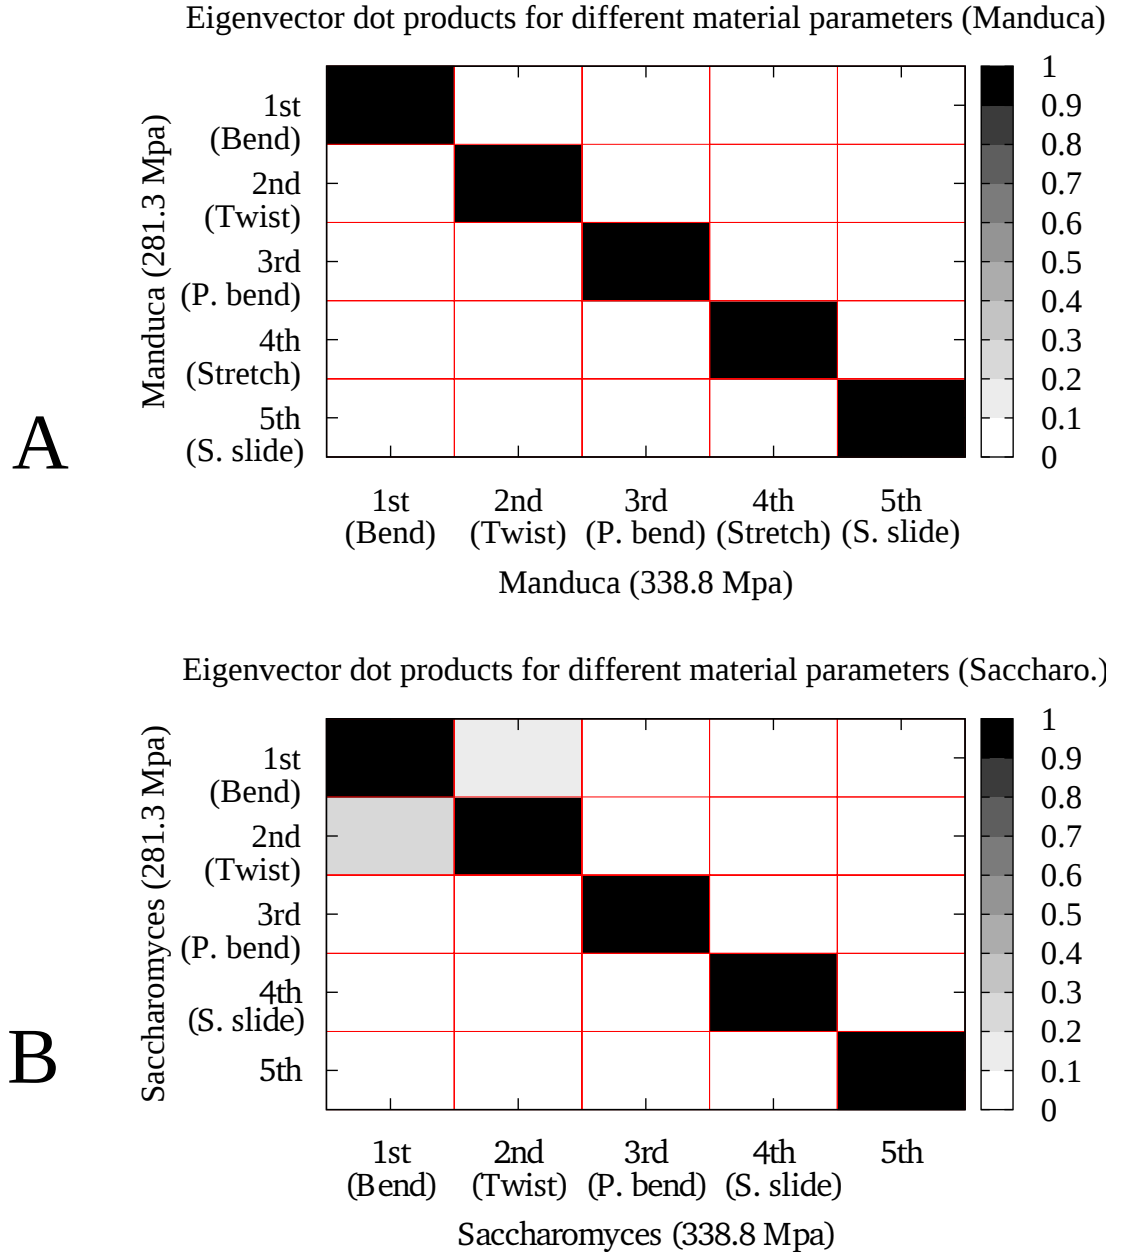 Eigenvector dot products for different material parameters (Manduca)
Manduca (281.3 Mpa)
1st
(Bend)
2nd
(Twist)
3rd
(P. bend)
4th
(Stretch)
5th
(S. slide)
1
0.9
0.8
0.7
0.6
0.5
0.4
0.3
0.2
0.1
0
A
1st 2nd 3rd 4th 5th
(Bend) (Twist) (P. bend) (Stretch) (S. slide)
Manduca (338.8 Mpa)
Eigenvector dot products for different material parameters (Saccharo.)
Saccharomyces (281.3 Mpa)
1st
(Bend)
2nd
(Twist)
3rd
(P. bend)
4th
(S. slide)
5th
1
0.9
0.8
0.7
0.6
0.5
0.4
0.3
0.2
0.1
0
B
1st 2nd 3rd 4th 5th
(Bend) (Twist) (P. bend) (S. slide)
Saccharomyces (338.8 Mpa)